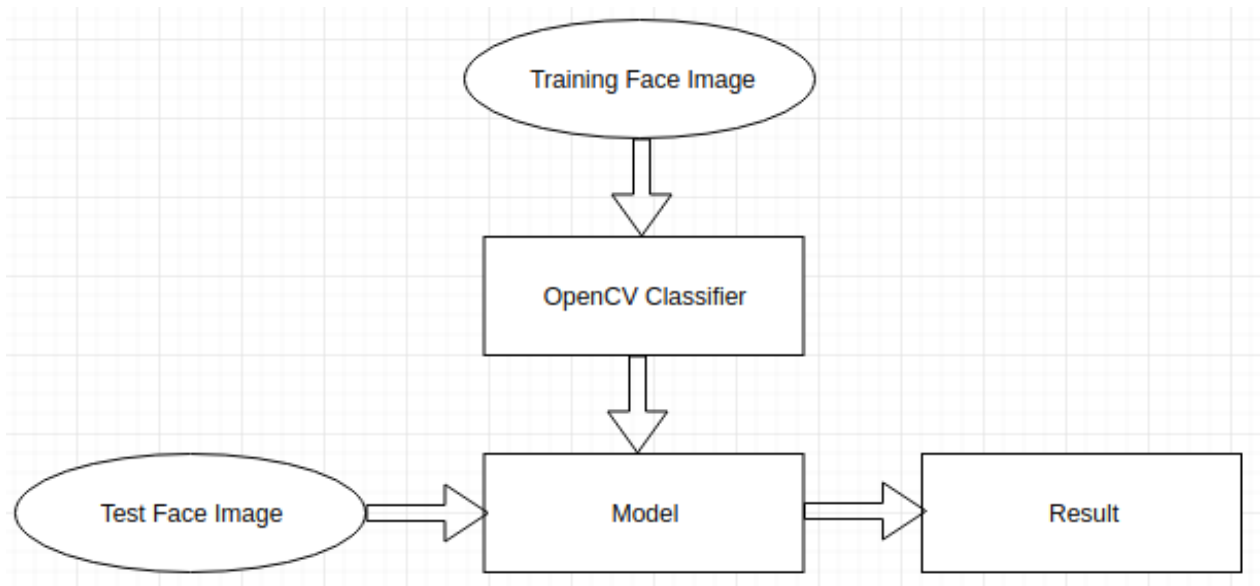 Training Face Image
OpenCV Classifier
Test Face Image
Model
Result